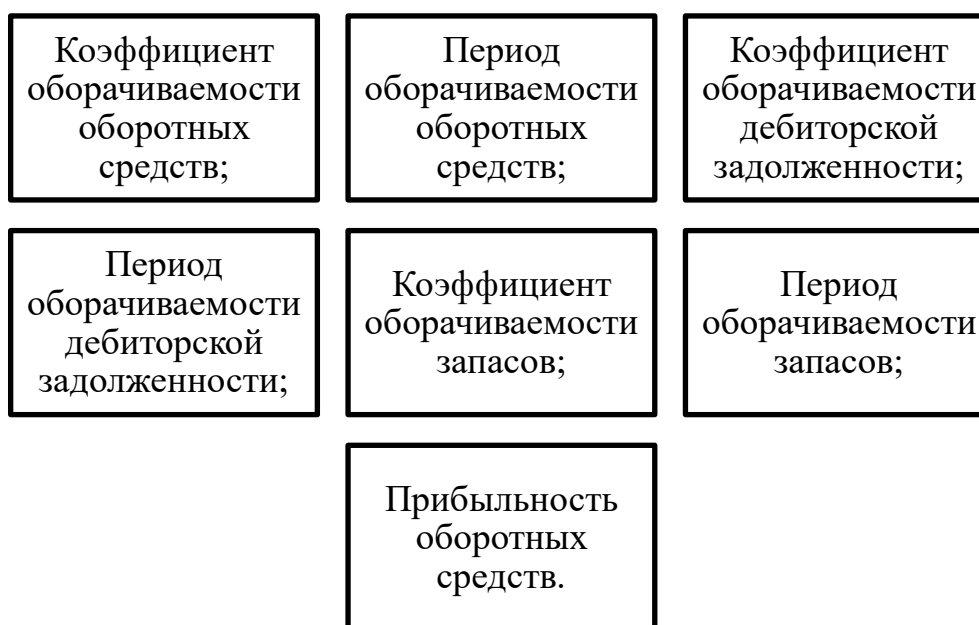 Коэффициент
оборачиваемости
оборотных
средств;
Период
оборачиваемости
оборотных
средств;
Коэффициент
оборачиваемости
дебиторской
задолженности;
Период
оборачиваемости
дебиторской
задолженности;
Коэффициент
оборачиваемости
запасов;
Период
оборачиваемости
запасов;
Прибыльность
оборотных
средств.